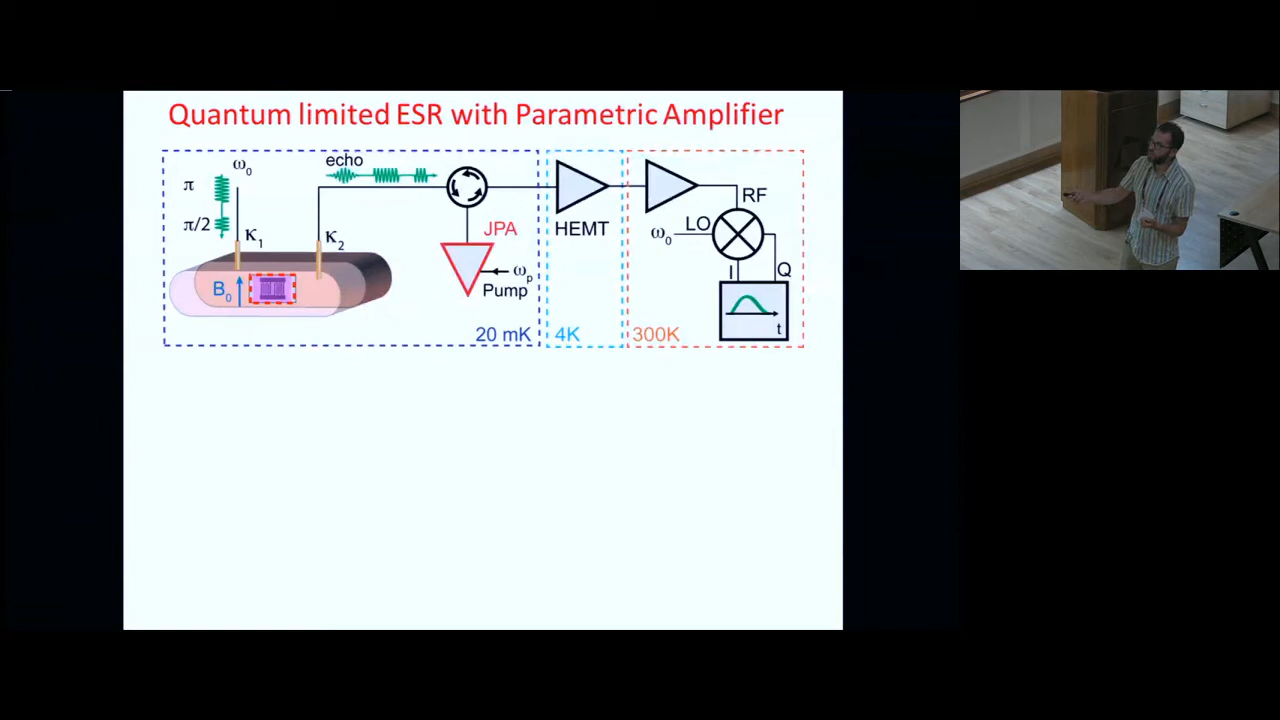 Quantum limited ESR with Parametric Amplifier
π
π/2
ω₀
κ₁
κ₂
echo
B₀
JPA
ωₚ
Pump
20 mK
HEMT
4K
RF
LO
ω₀
I
Q
t
300K